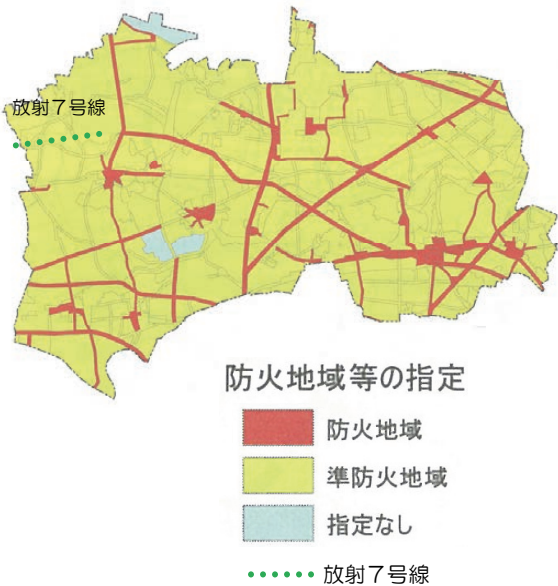 放射７号線
防火地域等の指定
防火地域
準防火地域
指定なし
放射７号線